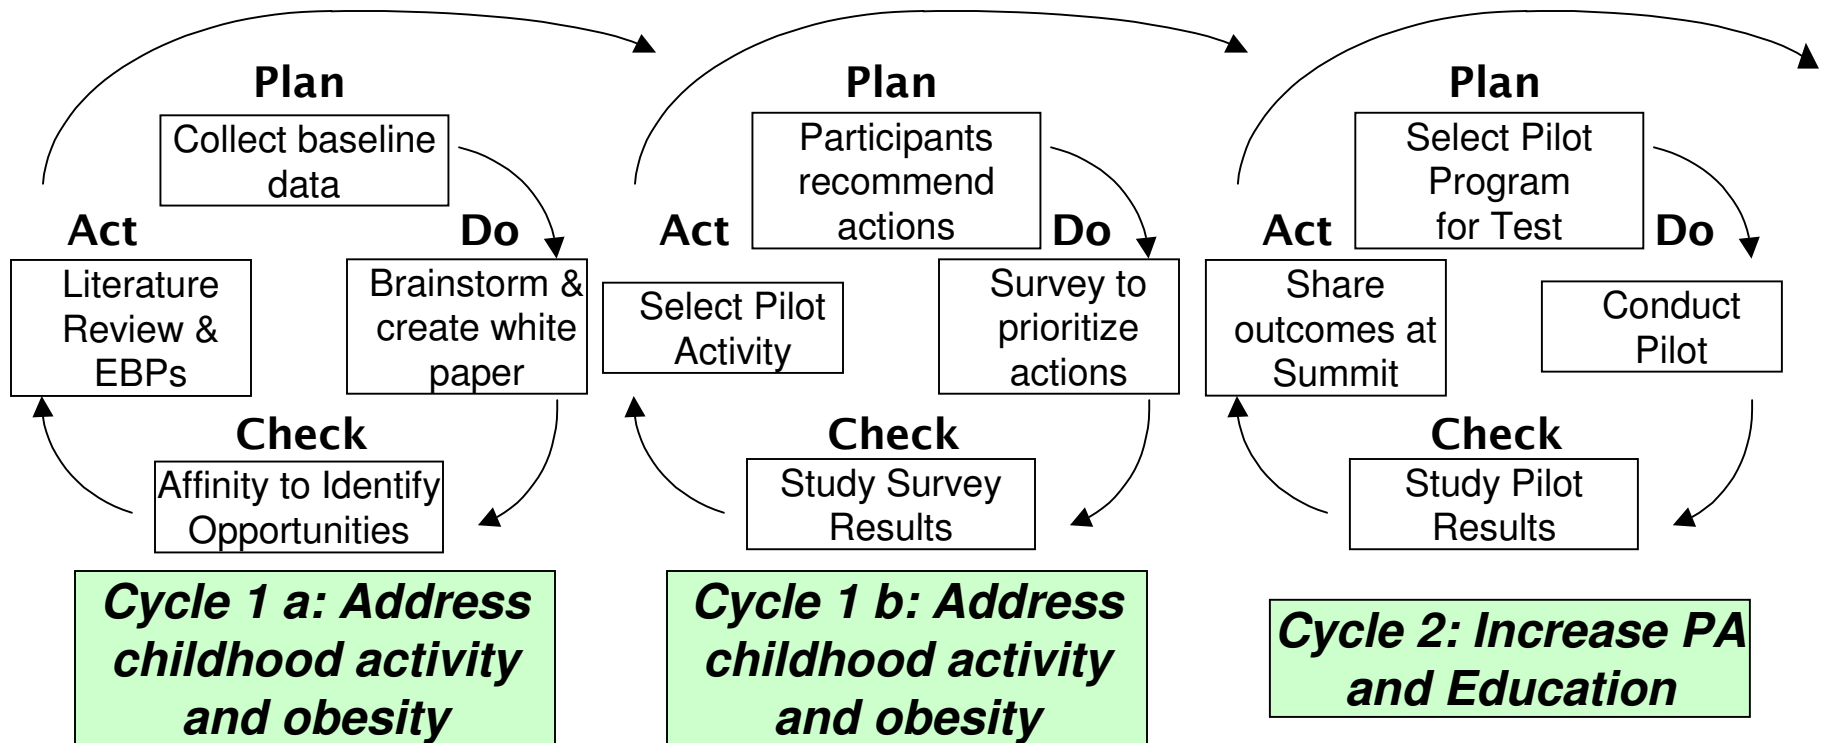 Plan
Collect baseline
data
Act
Do
Literature
Review &
EBPs
Brainstorm &
create white
paper
Check
Affinity to Identify
Opportunities
Cycle 1 a: Address
childhood activity
and obesity
Plan
Participants
recommend
actions
Act
Do
Select Pilot
Activity
Survey to
prioritize
actions
Check
Study Survey
Results
Cycle 1 b: Address
childhood activity
and obesity
Plan
Select Pilot
Program
for Test
Act
Do
Share
outcomes at
Summit
Conduct
Pilot
Check
Study Pilot
Results
Cycle 2: Increase PA
and Education